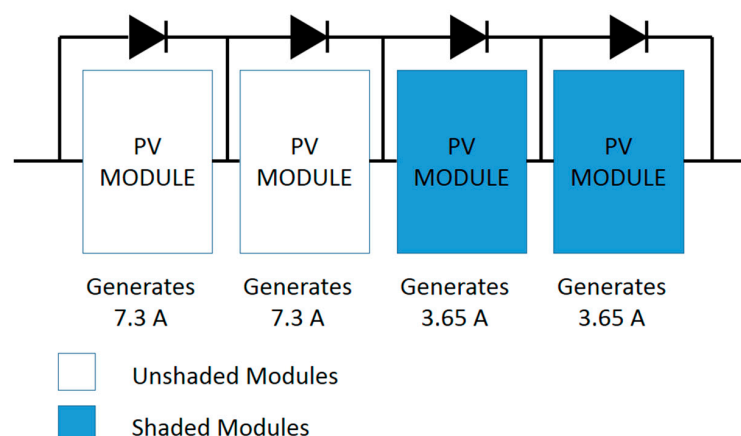 PV
MODULE
PV
MODULE
PV
MODULE
PV
MODULE
Generates
7.3 A
Generates
7.3 A
Generates
3.65 A
Generates
3.65 A
Unshaded Modules
Shaded Modules